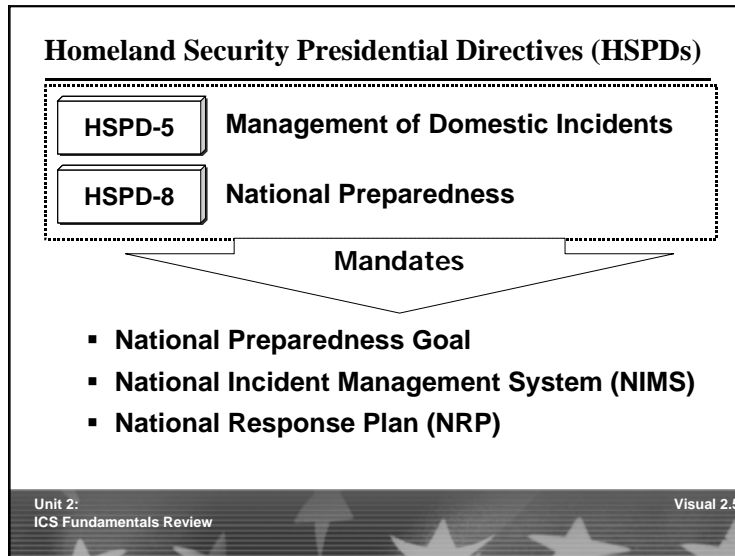 Homeland Security Presidential Directives (HSPDs)
HSPD-5 Management of Domestic Incidents
HSPD-8 National Preparedness
Mandates
▪ National Preparedness Goal
▪ National Incident Management System (NIMS)
▪ National Response Plan (NRP)
Unit 2: Visual 2.5
ICS Fundamentals Review